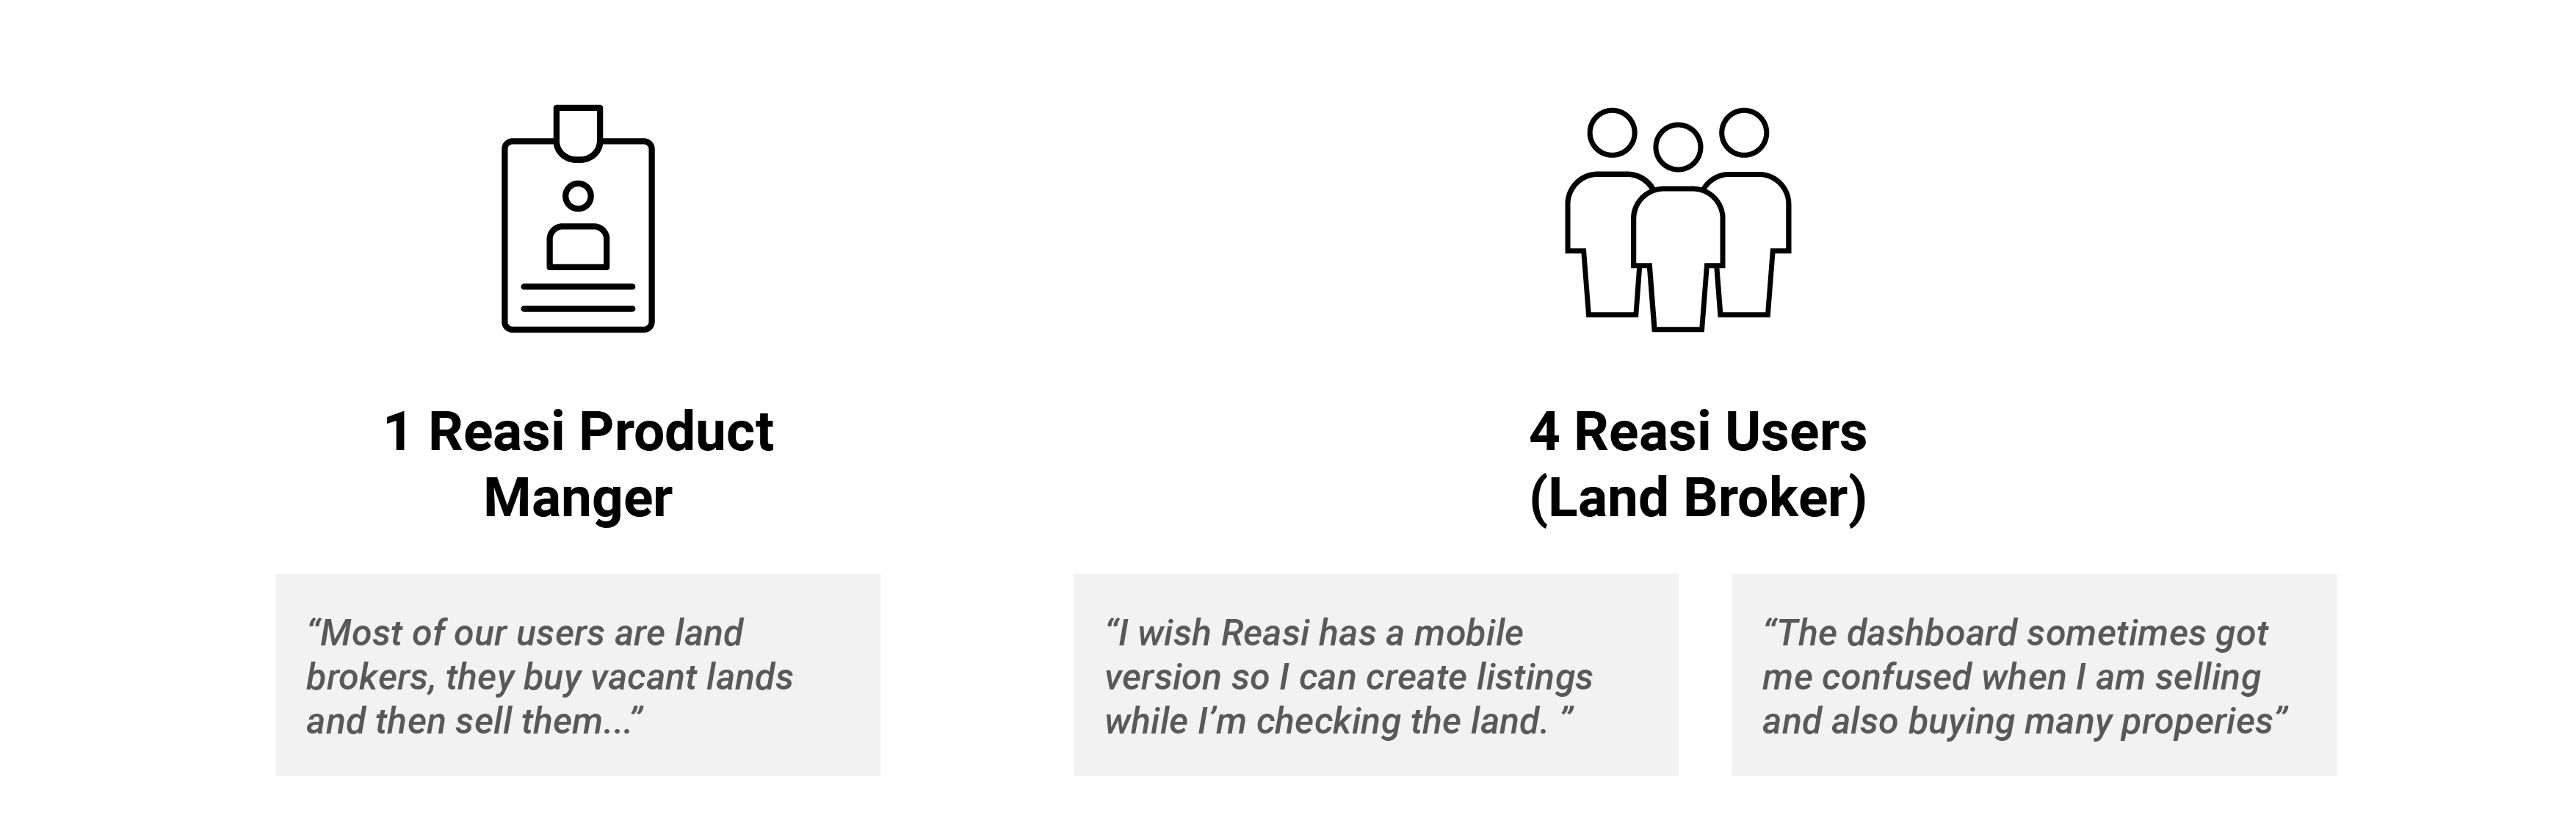 1 Reasi Product
Manger
“Most of our users are land
brokers, they buy vacant lands
and then sell them...”
4 Reasi Users
(Land Broker)
“I wish Reasi has a mobile
version so I can create listings
while I’m checking the land. ”
“The dashboard sometimes got
me confused when I am selling
and also buying many properies”